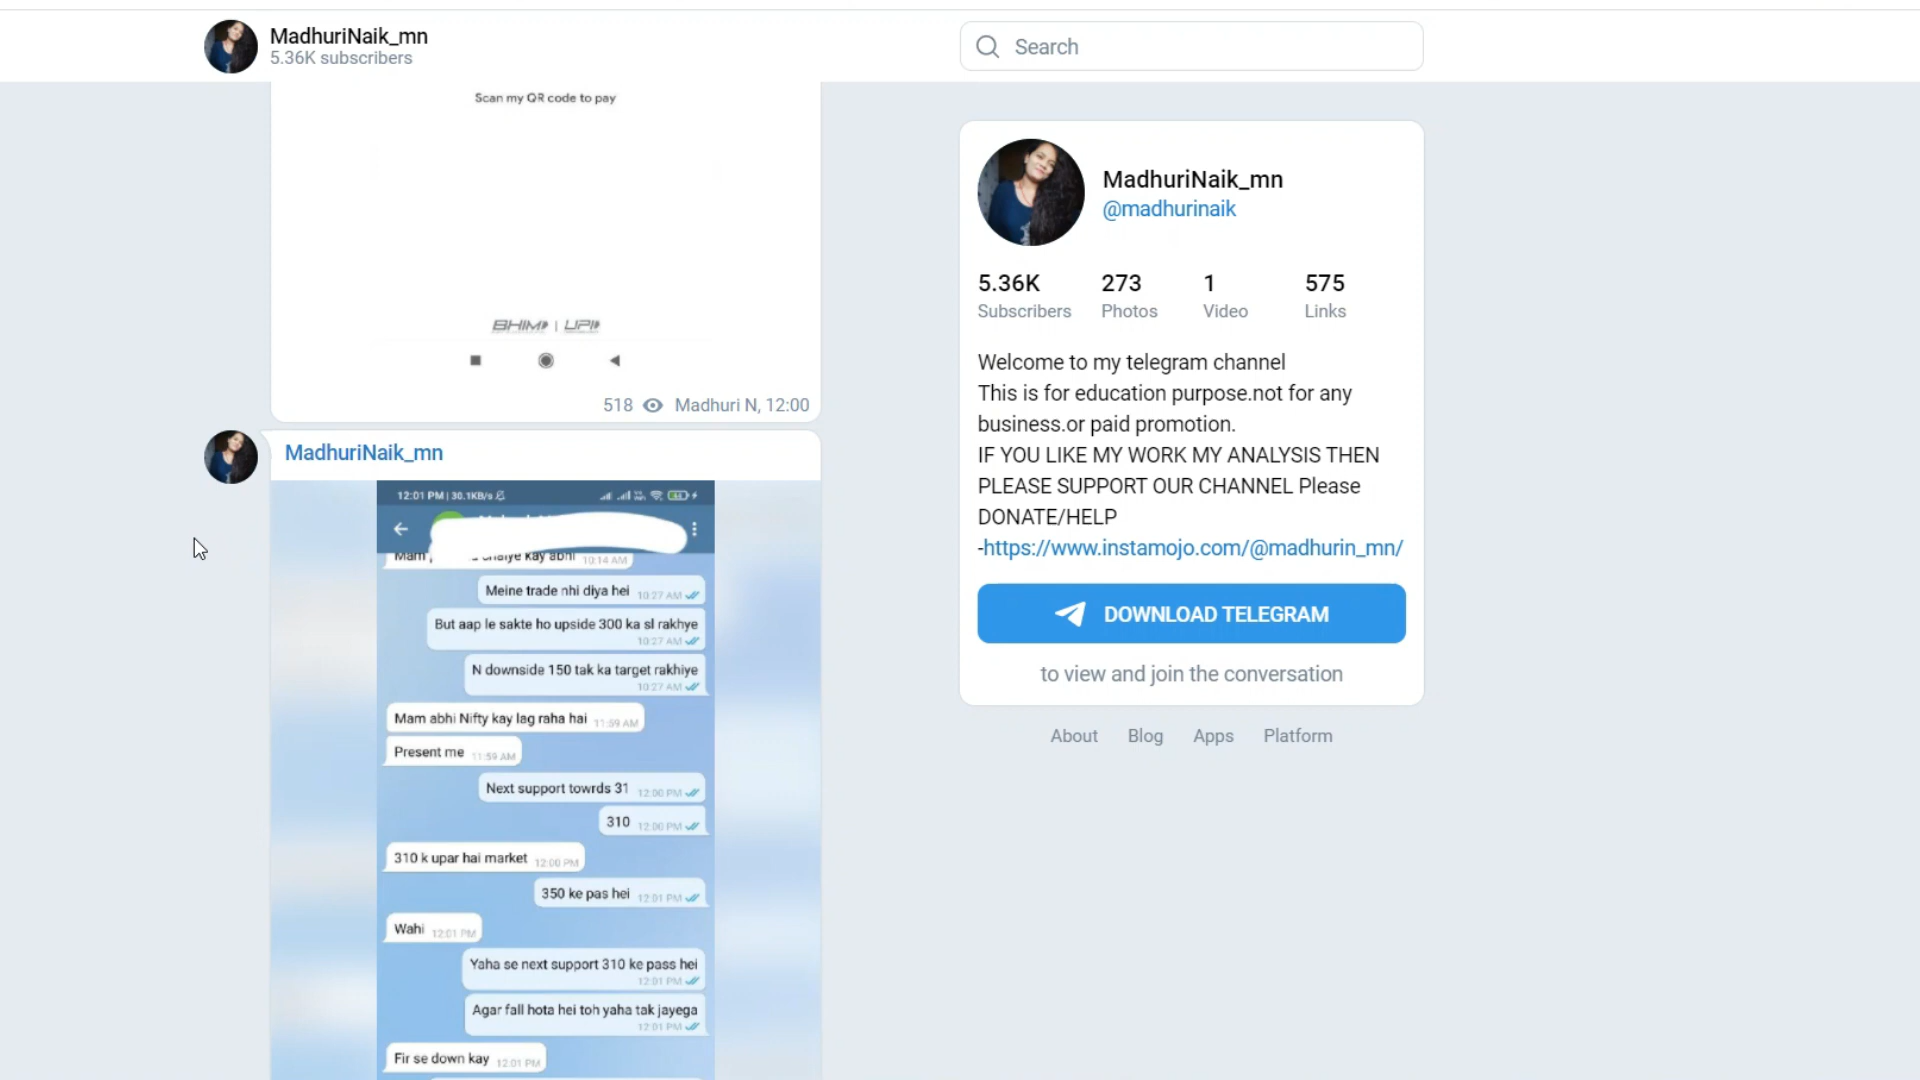 MadhuriNaik_mn
5.36K subscribers
Search
Scan my QR code to pay
BHIM | UPI
518 Madhuri N, 12:00
MadhuriNaik_mn
12:01 PM | 30.1KB/s
chaiye kay abhi 10:14 AM
Meine trade nhi diya hei 10:27 AM
But aap le sakte ho upside 300 ka sl rakhye
10:27 AM
N downside 150 tak ka target rakhiye
10:27 AM
Mam abhi Nifty kay lag raha hai 11:59 AM
Present me 11:59 AM
Next support towrds 31 12:00 PM
310 12:00 PM
310 k upar hai market 12:00 PM
350 ke pas hei 12:01 PM
Wahi 12:01 PM
Yaha se next support 310 ke pass hei
12:01 PM
Agar fall hota hei toh yaha tak jayega
12:01 PM
Fir se down kay 12:01 PM
MadhuriNaik_mn
@madhurinaik
5.36K 273 1 575
Subscribers Photos Video Links
Welcome to my telegram channel
This is for education purpose.not for any
business.or paid promotion.
IF YOU LIKE MY WORK MY ANALYSIS THEN
PLEASE SUPPORT OUR CHANNEL Please
DONATE/HELP
-https://www.instamojo.com/@madhurin_mn/
DOWNLOAD TELEGRAM
to view and join the conversation
About Blog Apps Platform